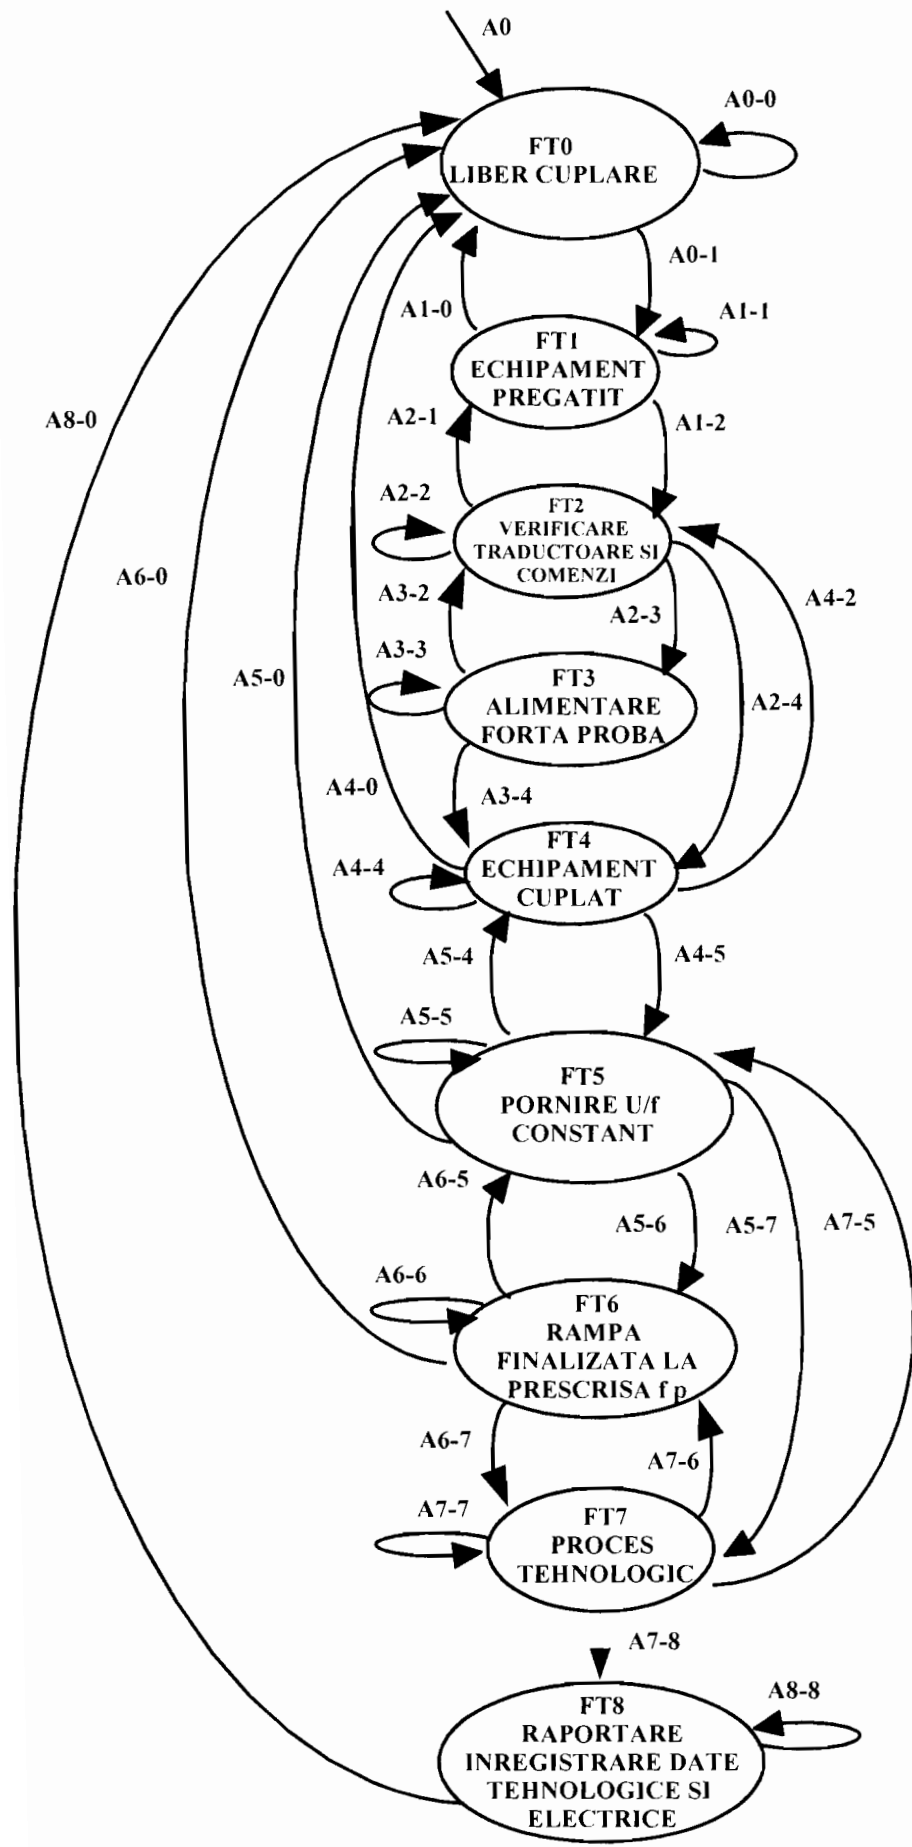 A0
A0-0
FT0
LIBER CUPLARE
A0-1
A1-0
A1-1
FT1
ECHIPAMENT
PREGATIT
A8-0
A2-1
A1-2
A2-2
FT2
VERIFICARE
TRADUCTOARE SI
COMENZI
A6-0
A3-2
A2-3
A4-2
A3-3
A5-0
FT3
ALIMENTARE
FORTA PROBA
A2-4
A4-0
A3-4
FT4
ECHIPAMENT
CUPLAT
A4-4
A5-4
A4-5
A5-5
FT5
PORNIRE U/f
CONSTANT
A6-5
A5-6
A5-7
A7-5
A6-6
FT6
RAMPA
FINALIZATA LA
PRESCRISA f p
A6-7
A7-6
A7-7
FT7
PROCES
TEHNOLOGIC
A7-8
A8-8
FT8
RAPORTARE
INREGISTRARE DATE
TEHNOLOGICE SI
ELECTRICE